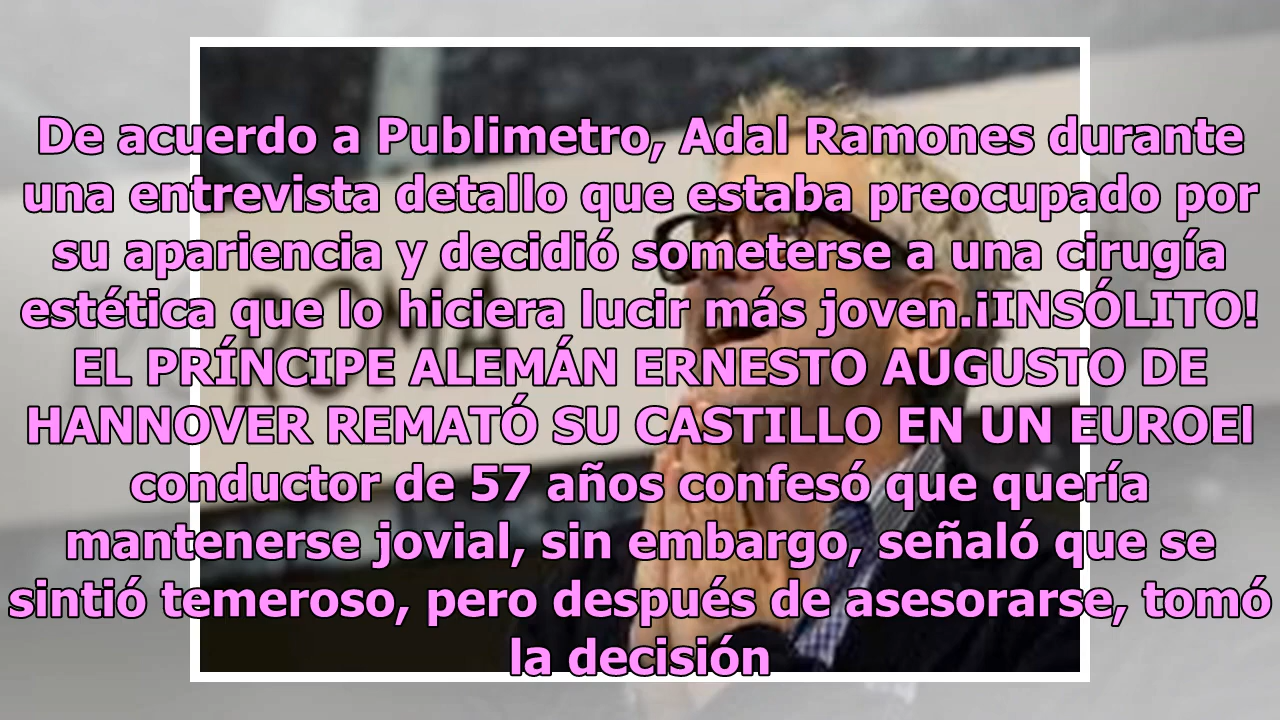 De acuerdo a Publimetro, Adal Ramones durante
una entrevista detallo que estaba preocupado por
su apariencia y decidió someterse a una cirugía
estética que lo hiciera lucir más joven.¡INSÓLITO!
EL PRÍNCIPE ALEMÁN ERNESTO AUGUSTO DE
HANNOVER REMATÓ SU CASTILLO EN UN EUROEl
conductor de 57 años confesó que quería
mantenerse jovial, sin embargo, señaló que se
sintió temeroso, pero después de asesorarse, tomó
la decisión
ROMA